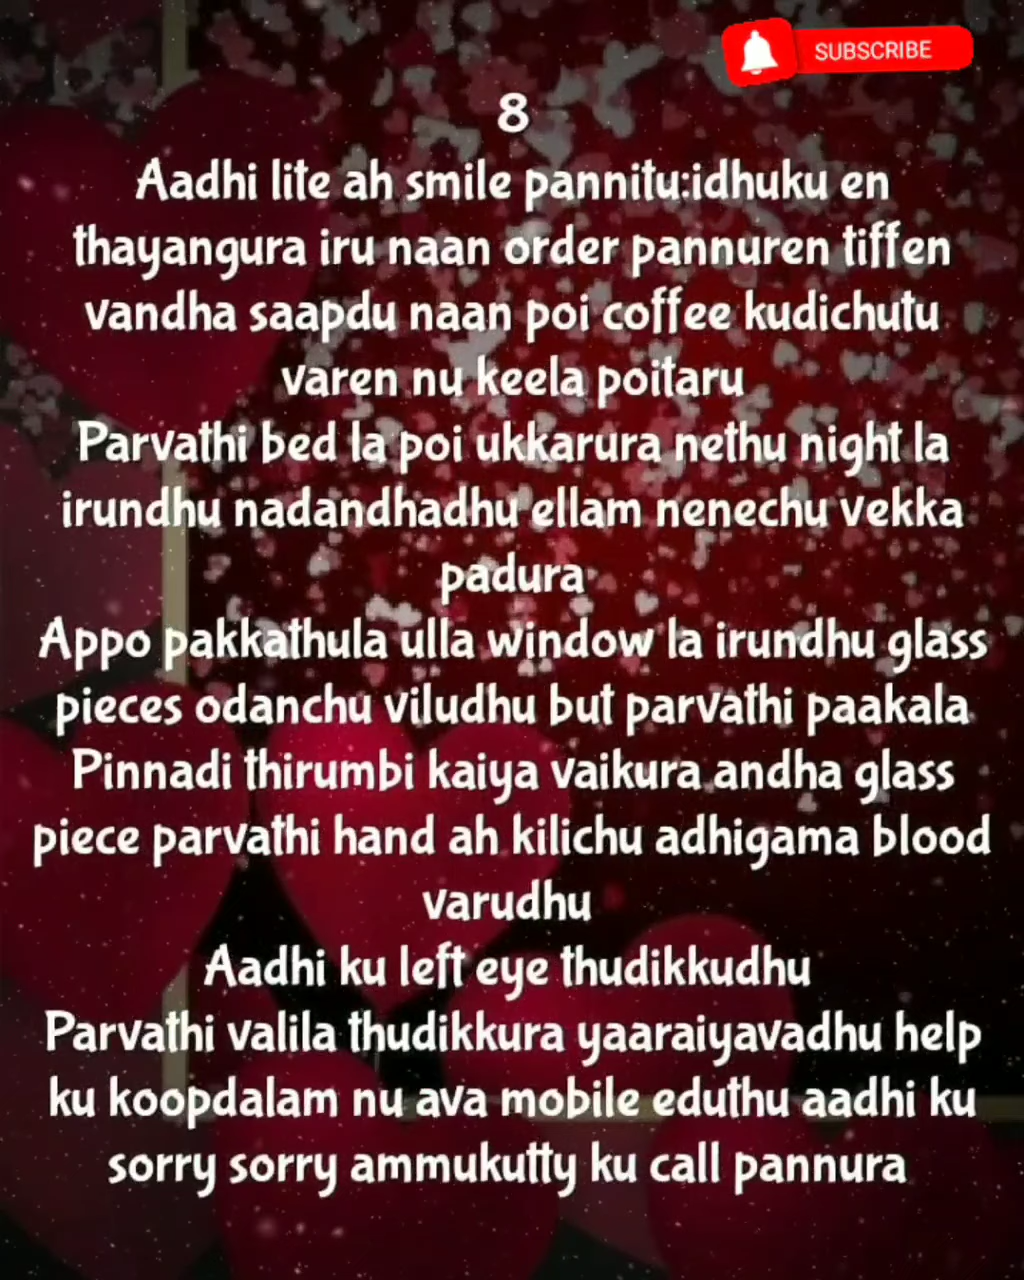 SUBSCRIBE
8
Aadhi lite ah smile pannitu:idhuku en
thayangura iru naan order pannuren tiffen
vandha saapdu naan poi coffee kudichutu
varen nu keela poitaru
Parvathi bed la poi ukkarura nethu night la
irundhu nadandhadhu ellam nenechu vekka
padura
Appo pakkathula ulla window la irundhu glass
pieces odanchu viludhu but parvathi paakala
Pinnadi thirumbi kaiya vaikura andha glass
piece parvathi hand ah kilichu adhigama blood
varudhu
Aadhi ku left eye thudikkudhu
Parvathi valila thudikkura yaaraiyavadhu help
ku koopdalam nu ava mobile eduthu aadhi ku
sorry sorry ammukutty ku call pannura